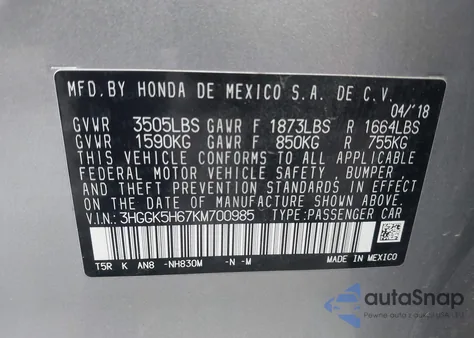 MFD.BY HONDA DE MEXICO S.A. DE C.V.
04/'18
GVWR 3505LBS GAWR F 1873LBS R 1664LBS
GVWR 1590KG GAWR F 850KG R 755KG
THIS VEHICLE CONFORMS TO ALL APPLICABLE
FEDERAL MOTOR VEHICLE SAFETY, BUMPER,
AND THEFT PREVENTION STANDARDS IN EFFECT
ON THE DATE OF MANUFACTURE SHOWN ABOVE.
V.I.N.: 3HGGK5H67KM700985 TYPE:PASSENGER CAR
T5R K AN8 -NH830M -N -M MADE IN MEXICO
autoSnap
Pewne auto z